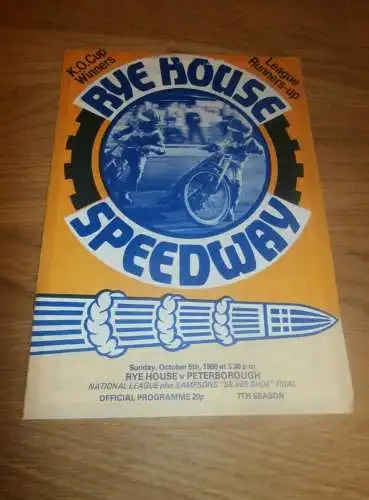 K.O. Cup
Winners
League
Runners-up
RYE HOUSE
SPEEDWAY
Sunday, October 5th, 1980 at 3.30 p.m.
RYE HOUSE v PETERBOROUGH
NATIONAL LEAGUE plus SAMPSONS "SILVER SHOE" FINAL
OFFICIAL PROGRAMME 20p 7TH SEASON